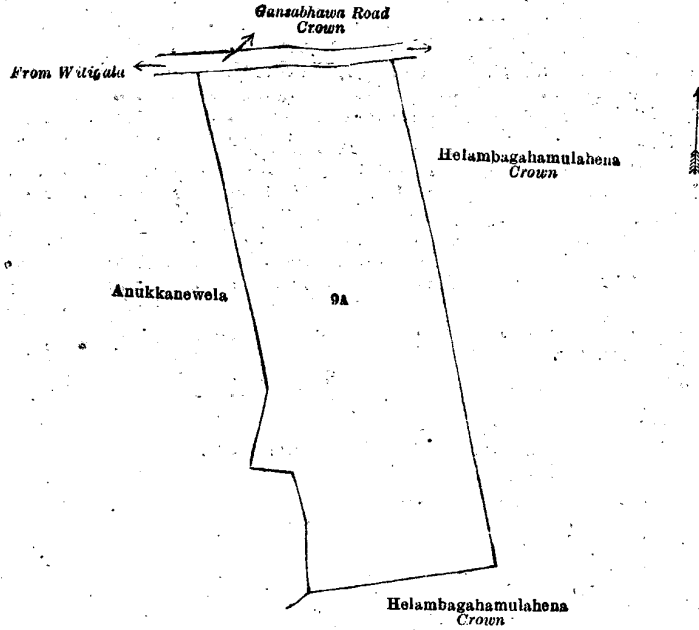 Gansabhawa Road
Crown
From Witigala
Helambagahamulahena
Crown
Anukkanewela
9A
Helambagahamulahena
Crown